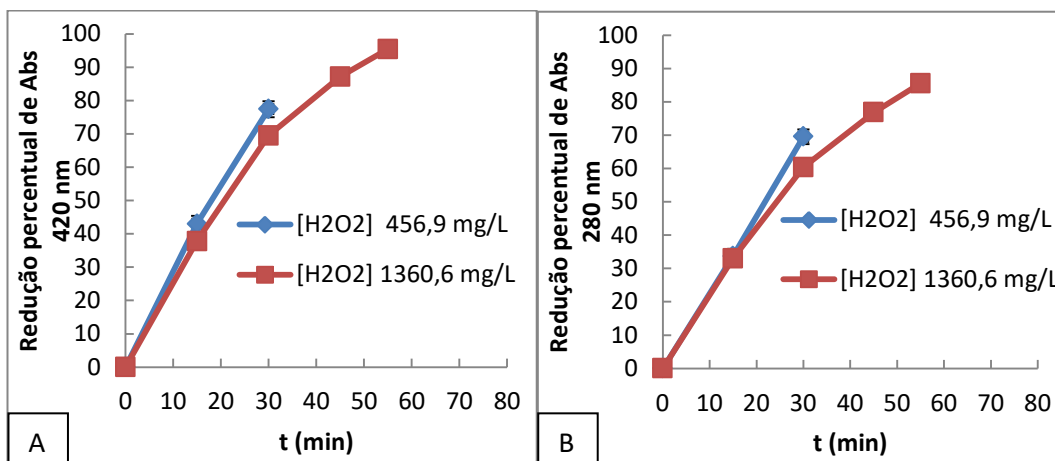 Redução percentual de Abs
420 nm
100
90
80
70
60
50
40
30
20
10
0
[H2O2] 456,9 mg/L
[H2O2] 1360,6 mg/L
0 10 20 30 40 50 60 70 80
t (min)
A
Redução percentual de Abs
280 nm
100
90
80
70
60
50
40
30
20
10
0
[H2O2] 456,9 mg/L
[H2O2] 1360,6 mg/L
0 10 20 30 40 50 60 70 80
t (min)
B